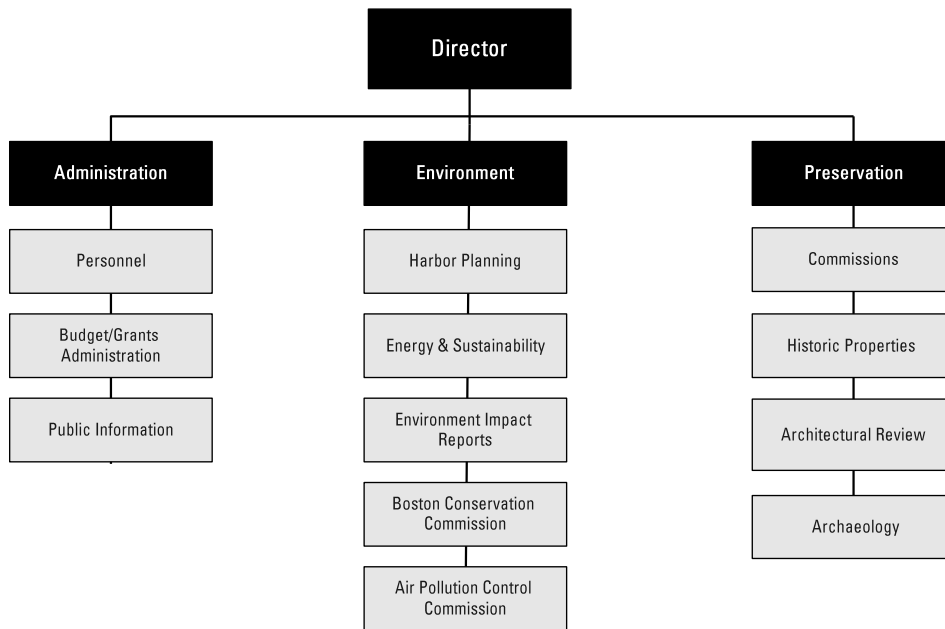 Director
Administration
Personnel
Budget/Grants
Administration
Public Information
Environment
Harbor Planning
Energy & Sustainability
Environment Impact
Reports
Boston Conservation
Commission
Air Pollution Control
Commission
Preservation
Commissions
Historic Properties
Architectural Review
Archaeology